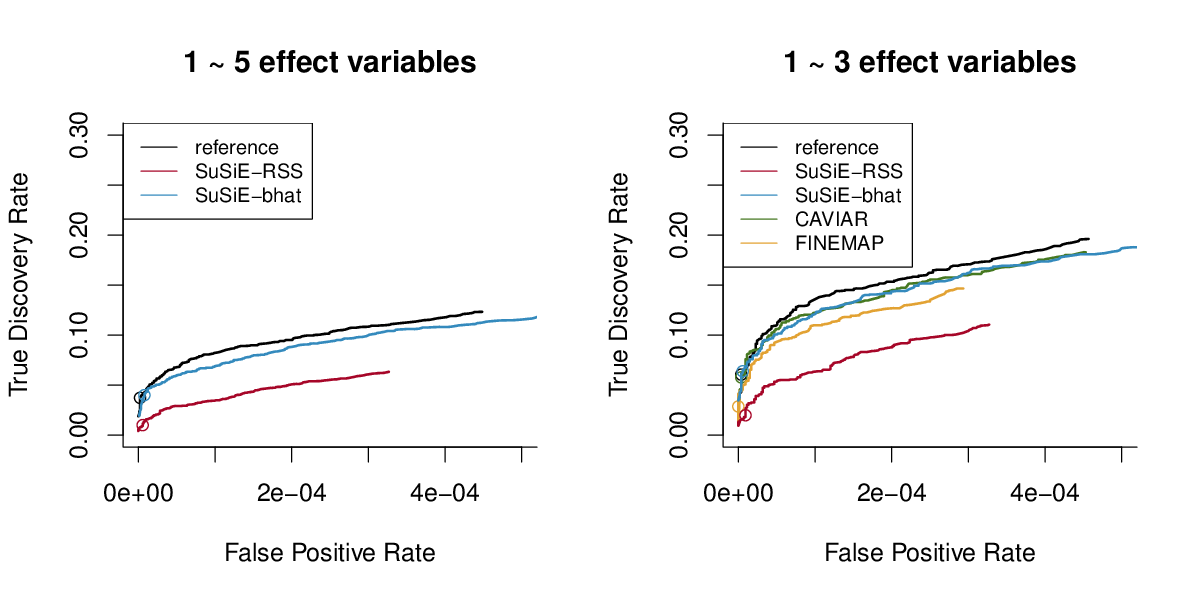 1 ~ 5 effect variables
True Discovery Rate
0.30
0.20
0.10
0.00
reference
SuSiE−RSS
SuSiE−bhat
0e+00 2e−04 4e−04
False Positive Rate
1 ~ 3 effect variables
True Discovery Rate
0.30
0.20
0.10
0.00
reference
SuSiE−RSS
SuSiE−bhat
CAVIAR
FINEMAP
0e+00 2e−04 4e−04
False Positive Rate